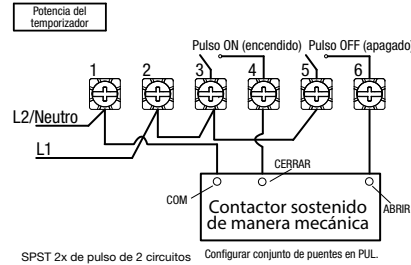 Potencia del
temporizador
Pulso ON (encendido) Pulso OFF (apagado)
1 2 3 4 5 6
L2/Neutro
L1
CERRAR
COM
ABRIR
Contactor sostenido
de manera mecánica
SPST 2x de pulso de 2 circuitos Configurar conjunto de puentes en PUL.